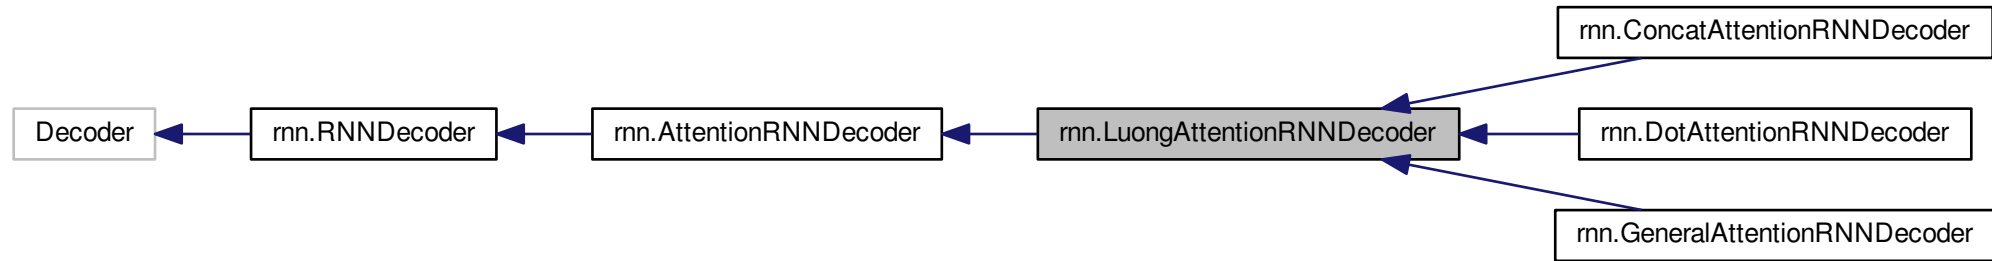 rnn.ConcatAttentionRNNDecoder
Decoder
rnn.RNNDecoder
rnn.AttentionRNNDecoder
rnn.LuongAttentionRNNDecoder
rnn.DotAttentionRNNDecoder
rnn.GeneralAttentionRNNDecoder